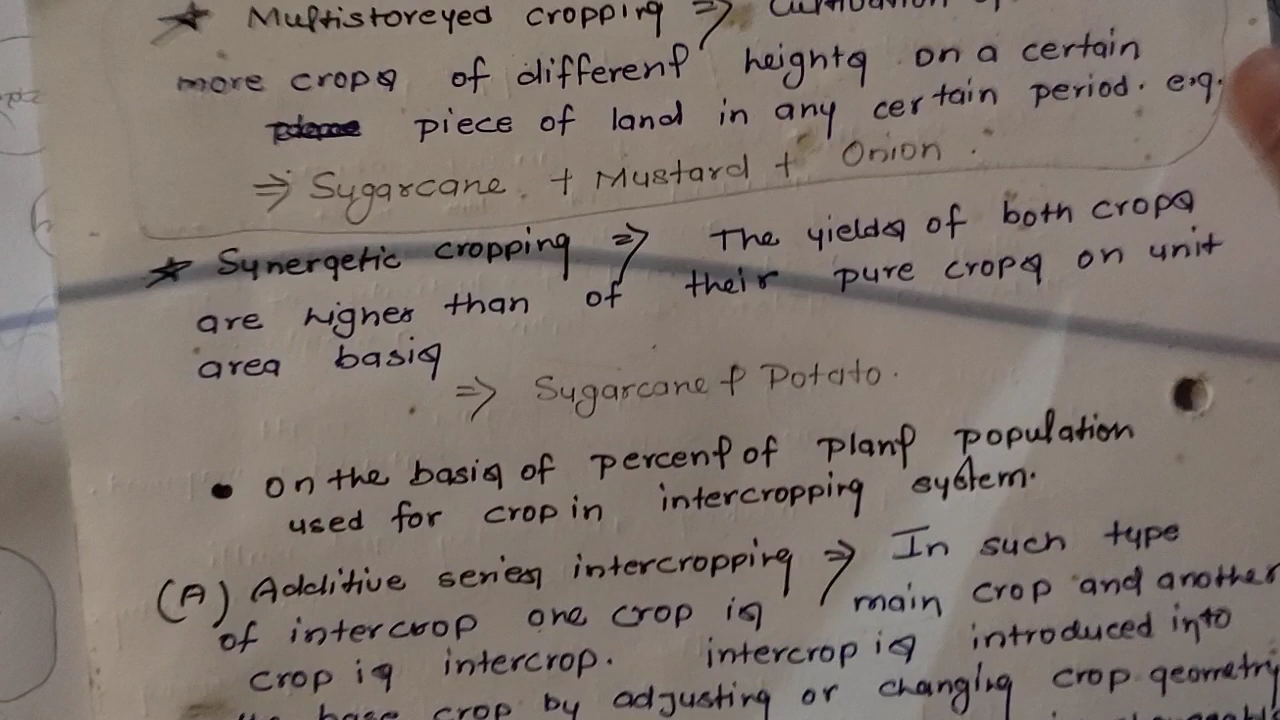 * Multistoreyed cropping ⇒ Cultivation of
more crops of different heights on a certain
piece of land in any certain period. e.g.
⇒ Sugarcane + Mustard + Onion.
* Synergetic cropping ⇒ The yields of both crops
are higher than of their pure crops on unit
area basis
⇒ Sugarcane + Potato.
• on the basis of percent of plant population
used for crop in intercropping system.
(A) Additive series intercropping ⇒ In such type
of intercrop one crop is main crop and another
crop is intercrop. intercrop is introduced into
base crop by adjusting or changing crop geometry